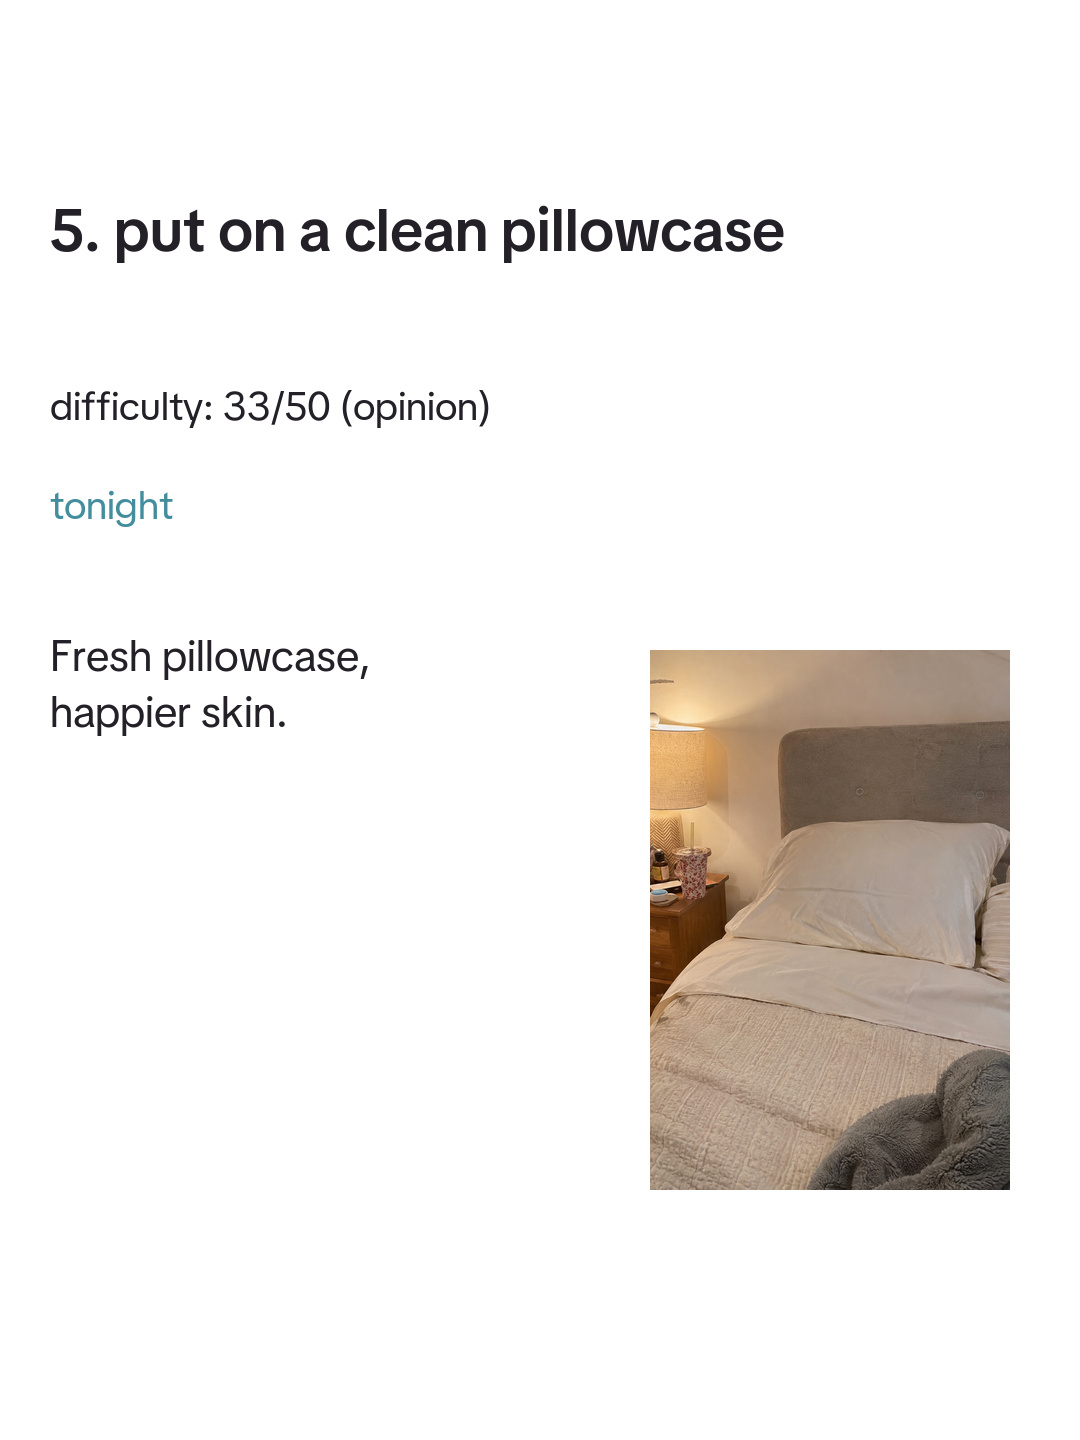 5. put on a clean pillowcase
difficulty: 33/50 (opinion)
tonight
Fresh pillowcase,
happier skin.